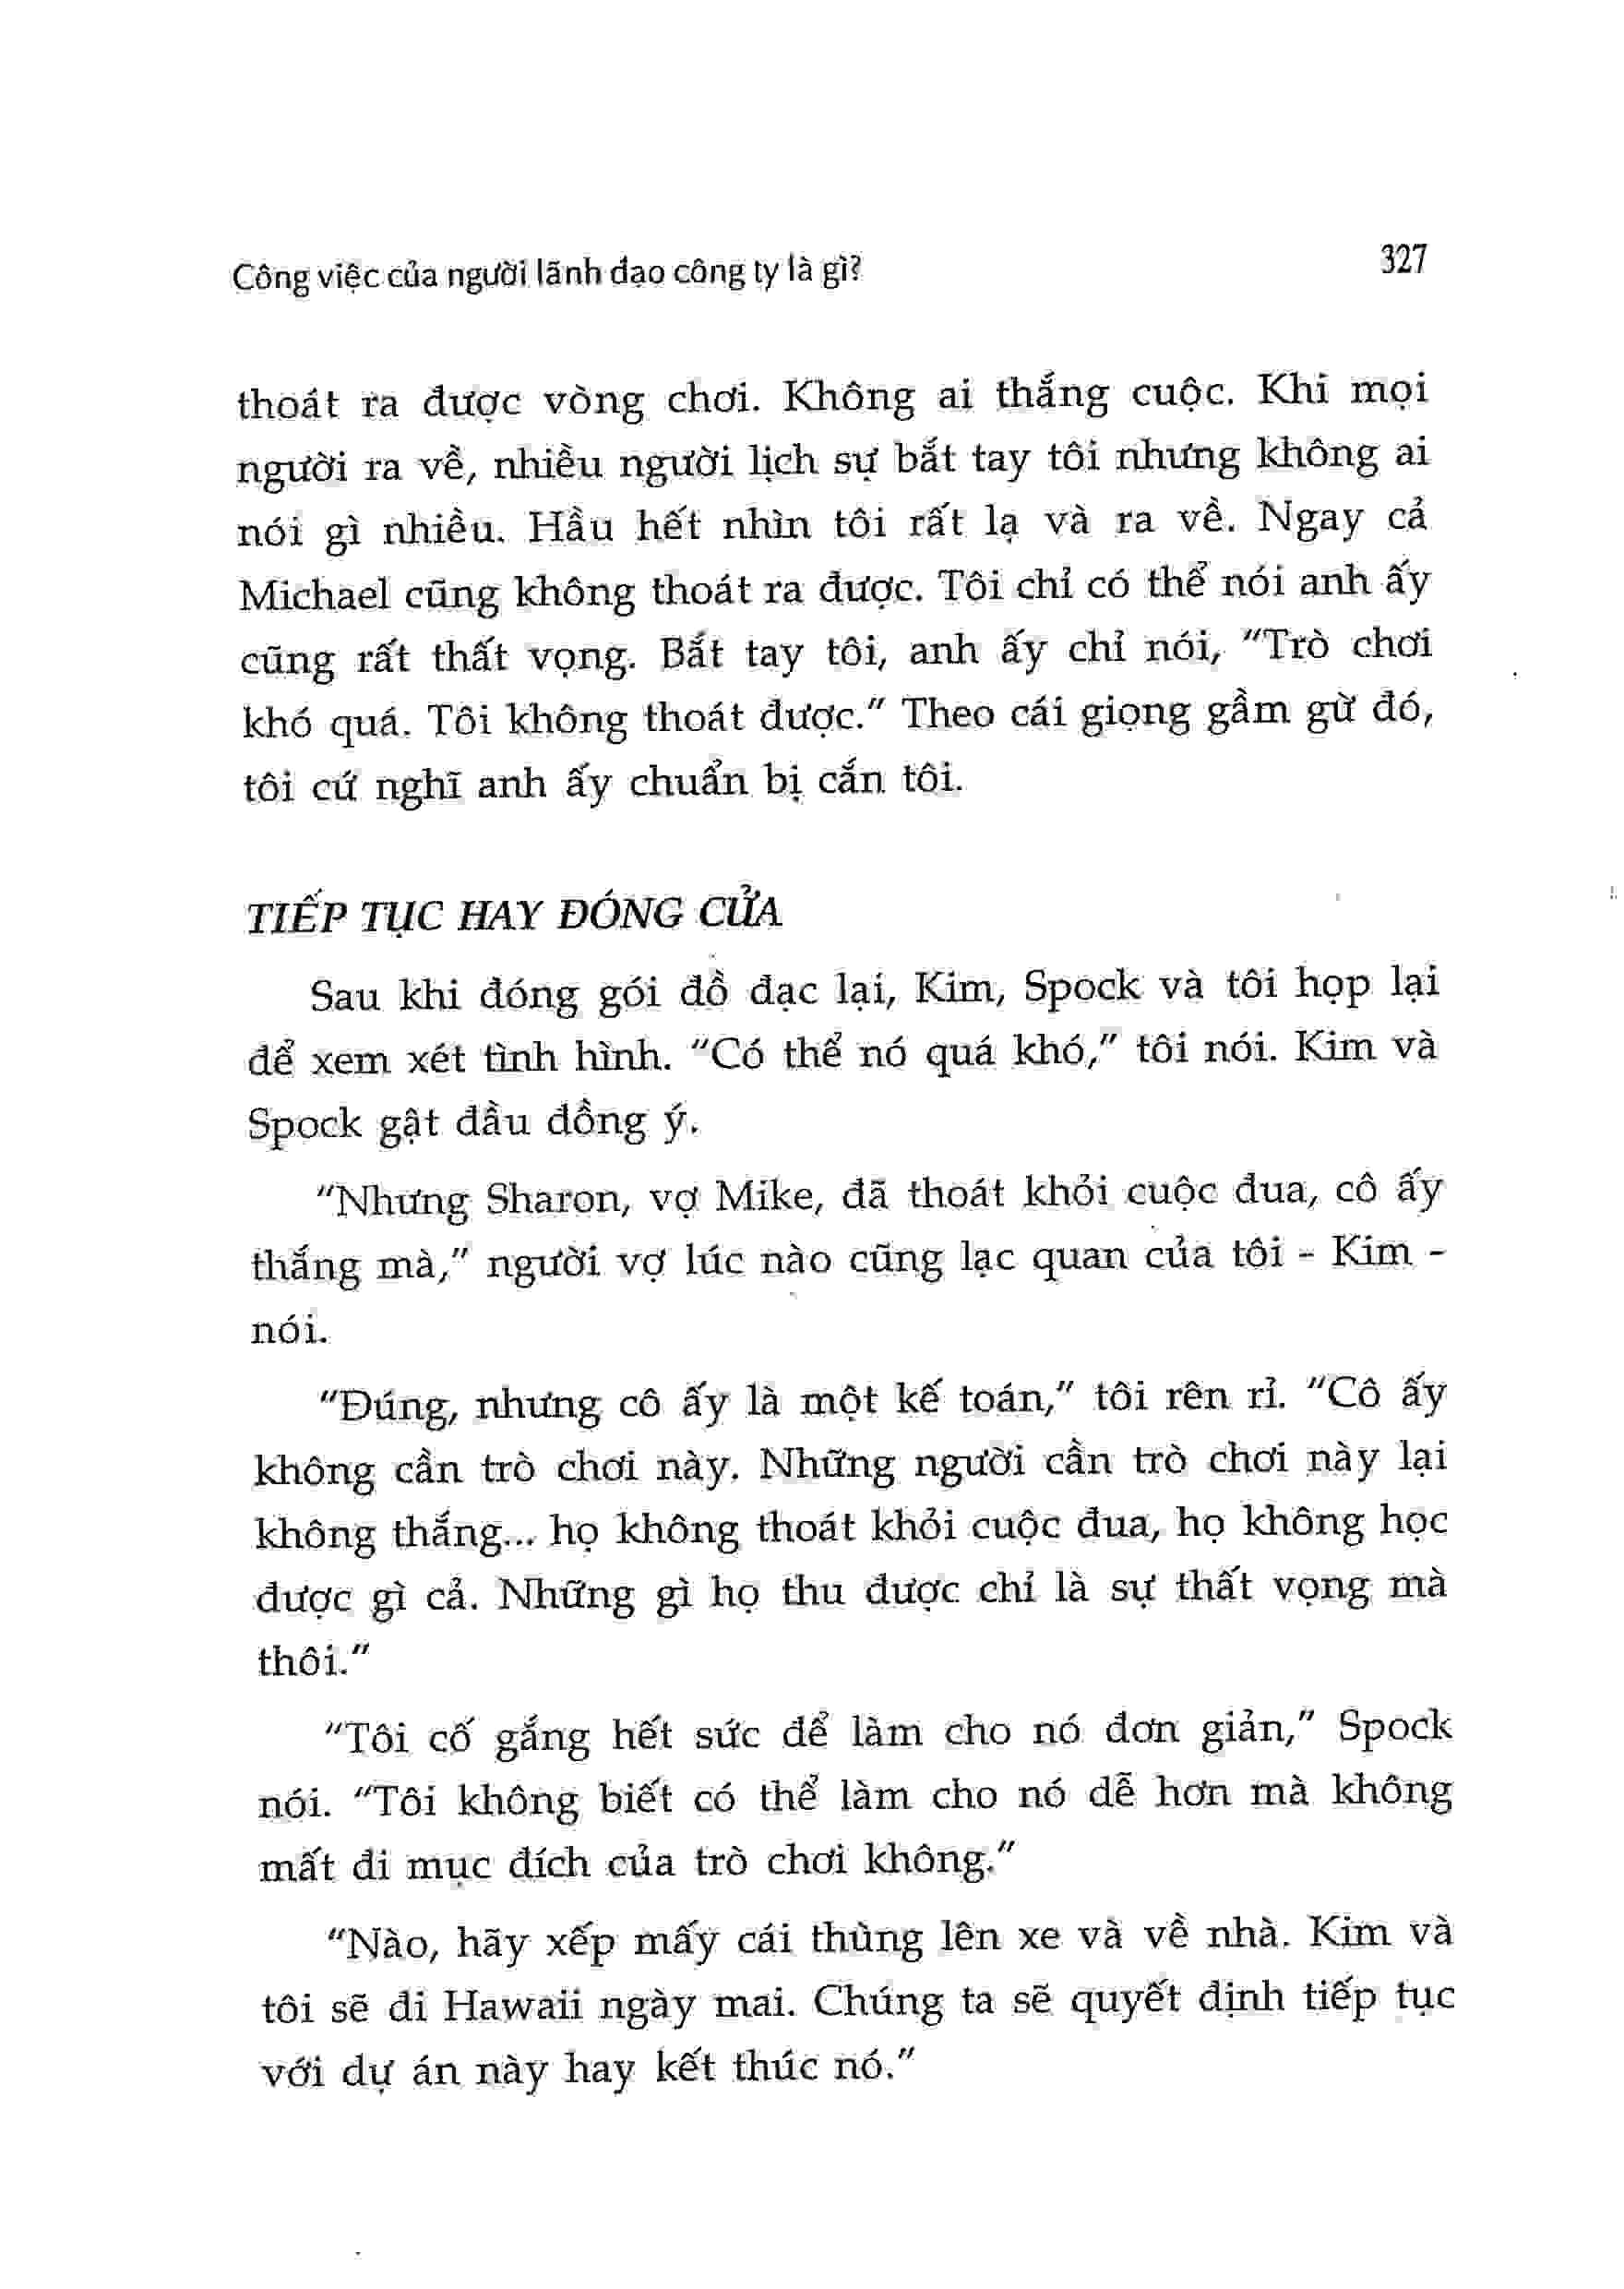 Công việc của người lãnh đạo công ty là gì?
327
thoát ra được vòng chơi. Không ai thắng cuộc. Khi mọi
người ra về, nhiều người lịch sự bắt tay tôi nhưng không ai
nói gì nhiều. Hầu hết nhìn tôi rất lạ và ra về. Ngay cả
Michael cũng không thoát ra được. Tôi chỉ có thể nói anh ấy
cũng rất thất vọng. Bắt tay tôi, anh ấy chỉ nói, "Trò chơi
khó quá. Tôi không thoát được." Theo cái giọng gầm gừ đó,
tôi cứ nghĩ anh ấy chuẩn bị cắn tôi.
TIẾP TỤC HAY ĐÓNG CỬA
Sau khi đóng gói đồ đạc lại, Kim, Spock và tôi họp lại
để xem xét tình hình. "Có thể nó quá khó," tôi nói. Kim và
Spock gật đầu đồng ý.
"Nhưng Sharon, vợ Mike, đã thoát khỏi cuộc đua, cô ấy
thắng mà," người vợ lúc nào cũng lạc quan của tôi – Kim –
nói.
"Đúng, nhưng cô ấy là một kế toán," tôi rên rỉ. "Cô ấy
không cần trò chơi này. Những người cần trò chơi này lại
không thắng... họ không thoát khỏi cuộc đua, họ không học
được gì cả. Những gì họ thu được chỉ là sự thất vọng mà
thôi."
"Tôi cố gắng hết sức để làm cho nó đơn giản," Spock
nói. "Tôi không biết có thể làm cho nó dễ hơn mà không
mất đi mục đích của trò chơi không."
"Nào, hãy xếp mấy cái thùng lên xe và về nhà. Kim và
tôi sẽ đi Hawaii ngày mai. Chúng ta sẽ quyết định tiếp tục
với dự án này hay kết thúc nó."